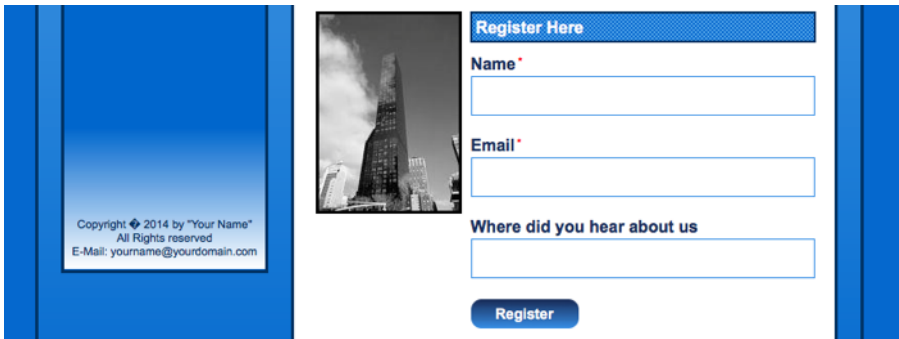 Register Here
Name*
Email*
Where did you hear about us
Register
Copyright � 2014 by "Your Name"
All Rights reserved
E-Mail: yourname@yourdomain.com